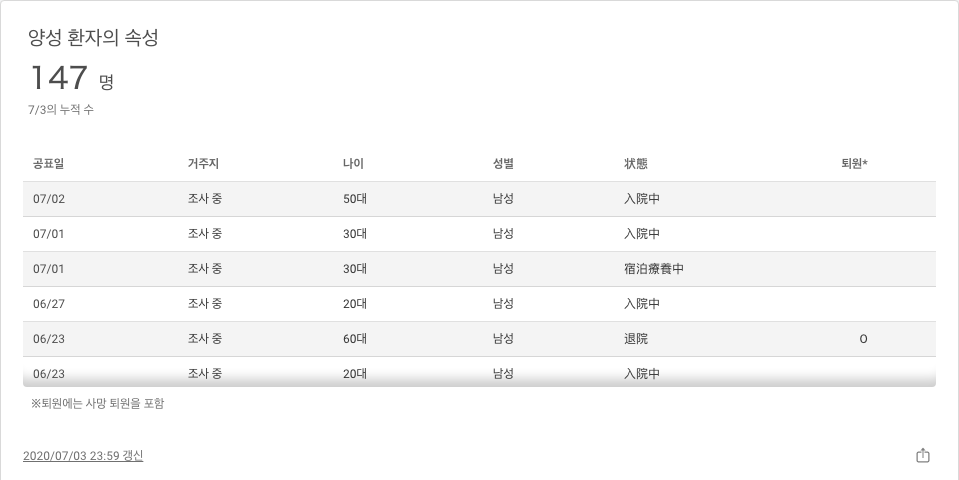 양성 환자의 속성
147 명
7/3의 누적 수
공표일 거주지 나이 성별 状態 퇴원*
07/02 조사 중 50대 남성 入院中
07/01 조사 중 30대 남성 入院中
07/01 조사 중 30대 남성 宿泊療養中
06/27 조사 중 20대 남성 入院中
06/23 조사 중 60대 남성 退院 O
06/23 조사 중 20대 남성 入院中
※퇴원에는 사망 퇴원을 포함
2020/07/03 23:59 갱신